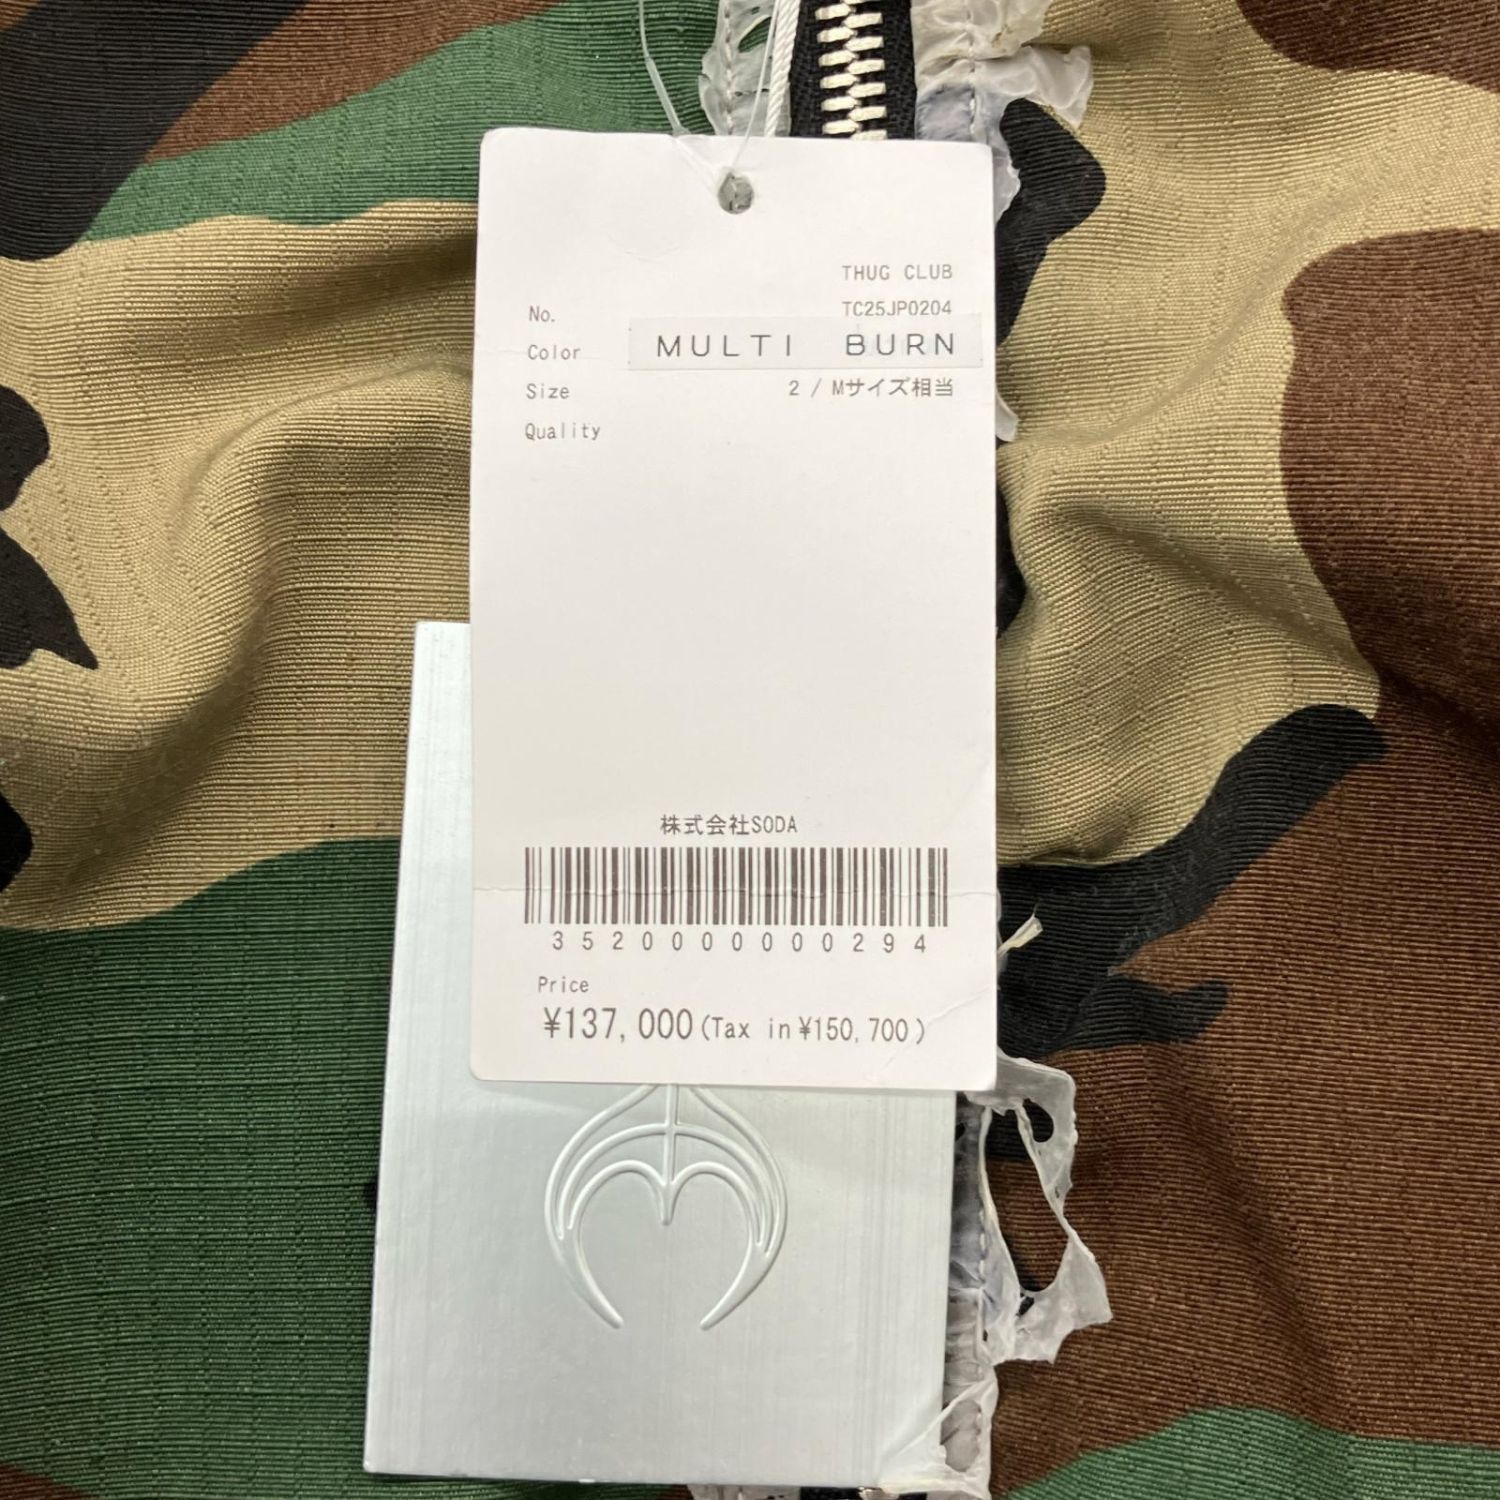 THUG CLUB
No. TC25JP0204
Color MULTI BURN
Size 2 / Mサイズ相当
Quality
株式会社SODA
3520000000294
Price
¥137,000(Tax in¥150,700)